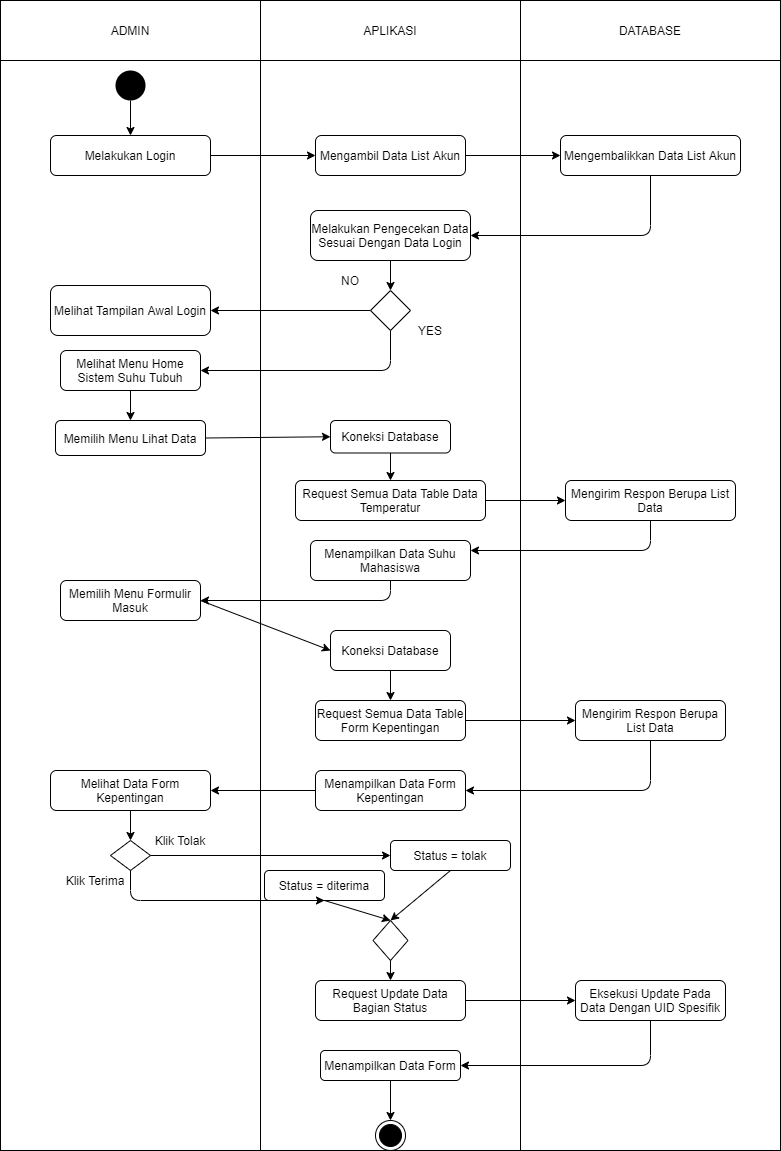 ADMIN
APLIKASI
DATABASE
Melakukan Login
Mengambil Data List Akun
Mengembalikkan Data List Akun
Melakukan Pengecekan Data
Sesuai Dengan Data Login
NO
Melihat Tampilan Awal Login
YES
Melihat Menu Home
Sistem Suhu Tubuh
Memilih Menu Lihat Data
Koneksi Database
Request Semua Data Table Data
Temperatur
Mengirim Respon Berupa List
Data
Menampilkan Data Suhu
Mahasiswa
Memilih Menu Formulir
Masuk
Koneksi Database
Request Semua Data Table
Form Kepentingan
Mengirim Respon Berupa
List Data
Melihat Data Form
Kepentingan
Menampilkan Data Form
Kepentingan
Klik Tolak
Status = tolak
Klik Terima
Status = diterima
Request Update Data
Bagian Status
Eksekusi Update Pada
Data Dengan UID Spesifik
Menampilkan Data Form